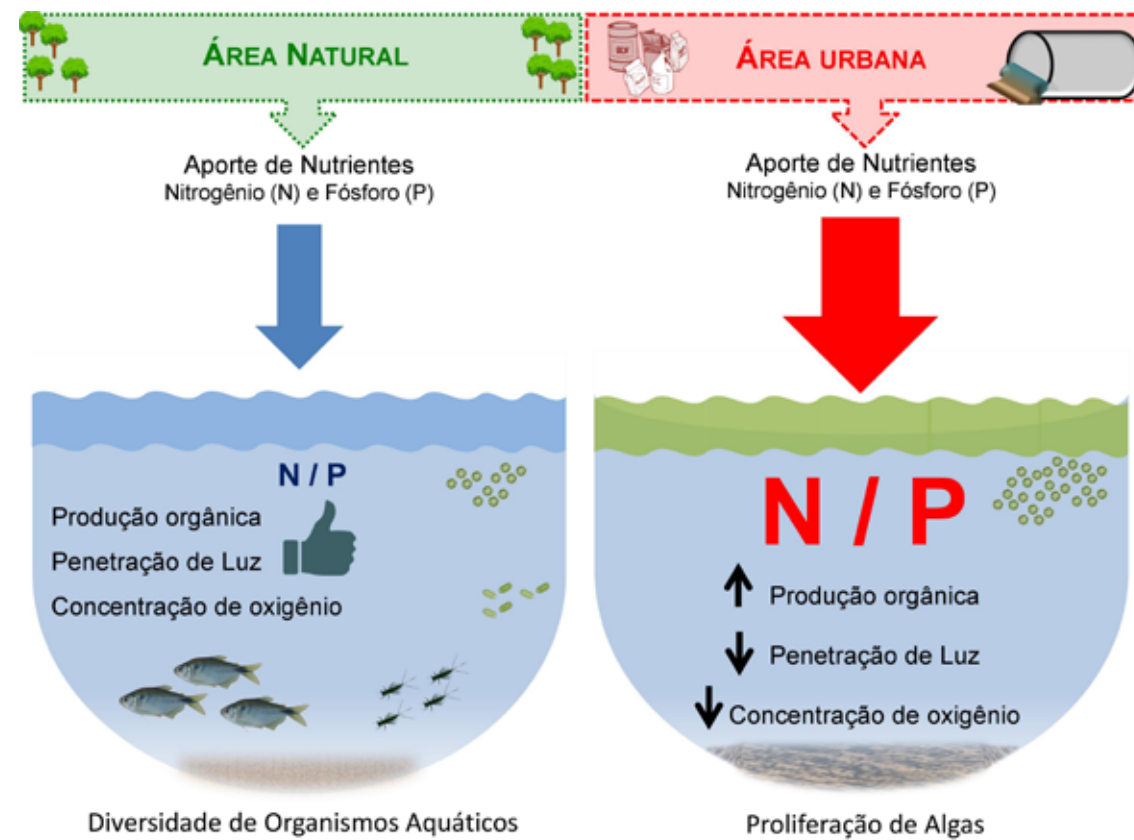 ÁREA NATURAL
Aporte de Nutrientes
Nitrogênio (N) e Fósforo (P)
N / P
Produção orgânica
Penetração de Luz
Concentração de oxigênio
Diversidade de Organismos Aquáticos
ÁREA URBANA
Aporte de Nutrientes
Nitrogênio (N) e Fósforo (P)
N / P
Produção orgânica
Penetração de Luz
Concentração de oxigênio
Proliferação de Algas